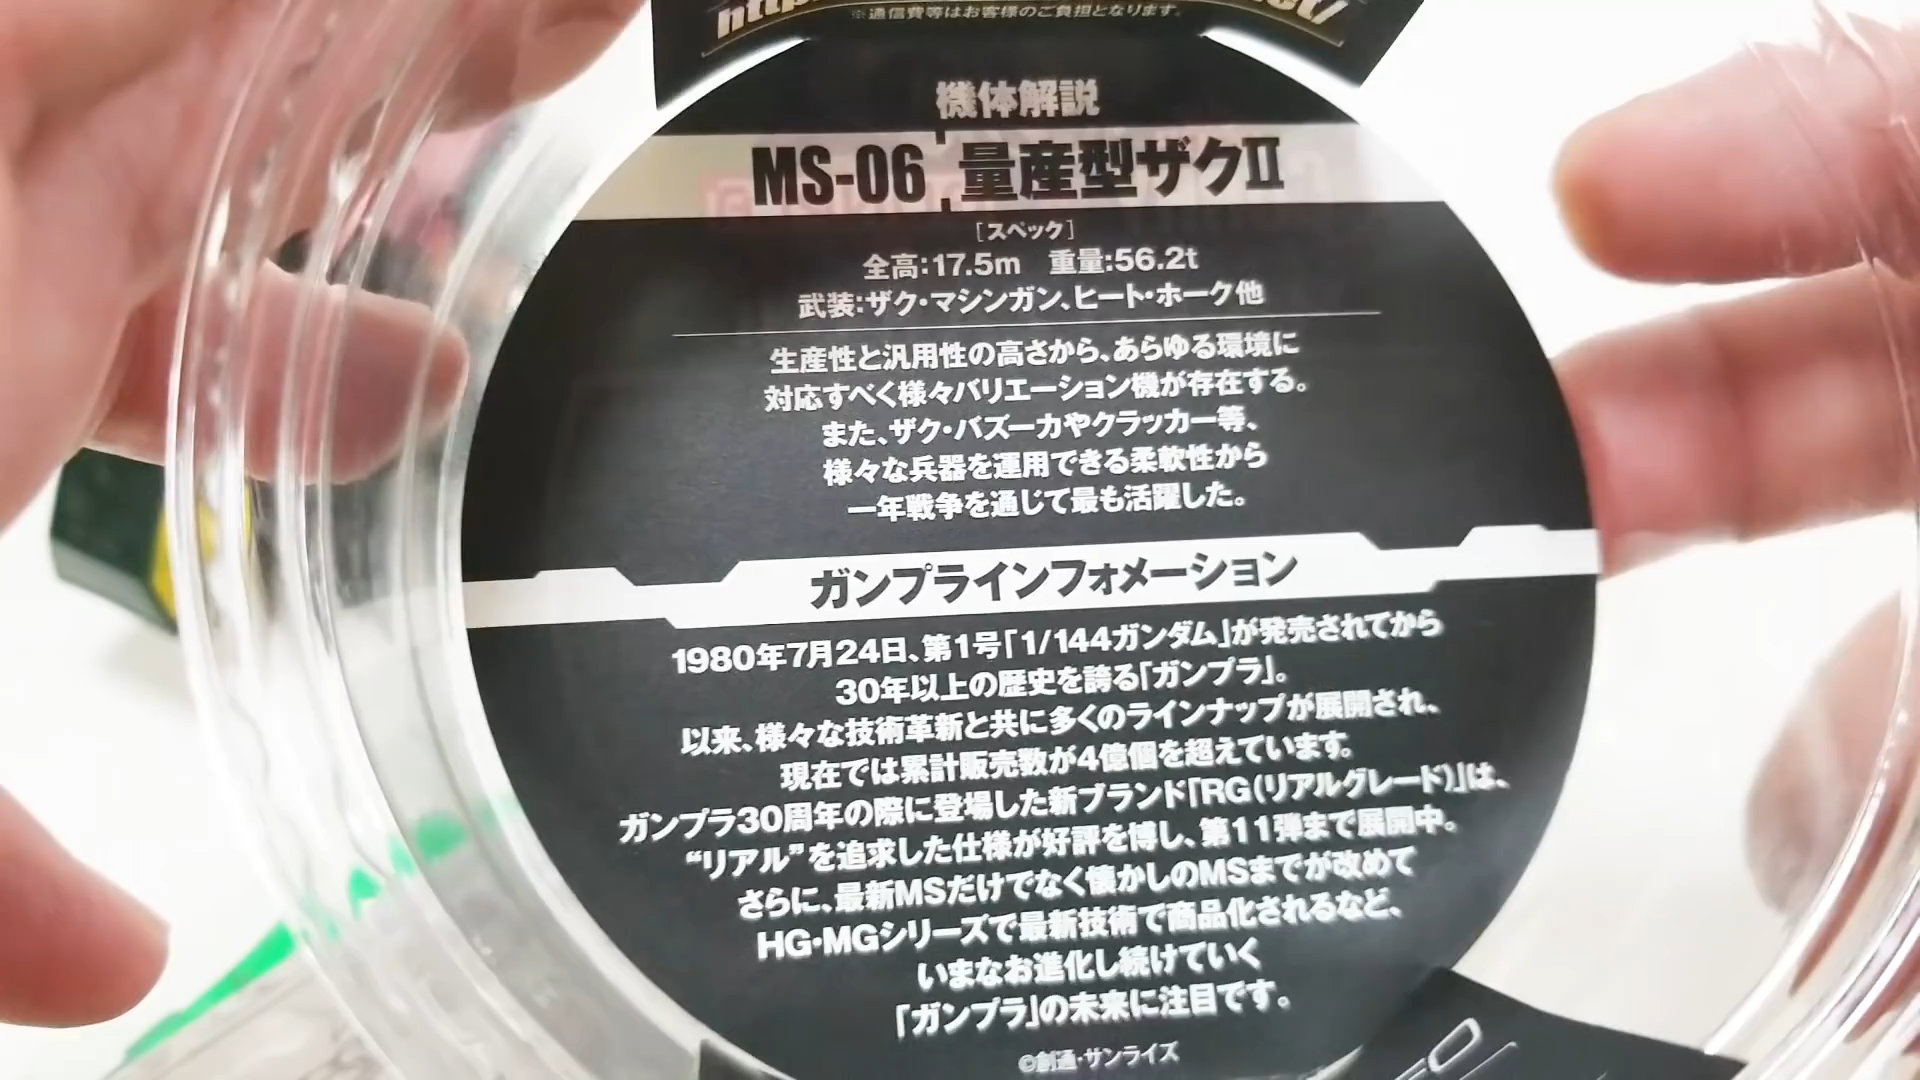 ※通信費等はお客様のご負担となります。
機体解説
MS-06 量産型ザクⅡ
［スペック］
全高:17.5m 重量:56.2t
武装:ザク・マシンガン、ヒート・ホーク他
生産性と汎用性の高さから、あらゆる環境に
対応すべく様々バリエーション機が存在する。
また、ザク・バズーカやクラッカー等、
様々な兵器を運用できる柔軟性から
一年戦争を通じて最も活躍した。
ガンプラインフォメーション
1980年7月24日、第1号「1/144ガンダム」が発売されてから
30年以上の歴史を誇る「ガンプラ」。
以来、様々な技術革新と共に多くのラインナップが展開され、
現在では累計販売数が4億個を超えています。
ガンプラ30周年の際に登場した新ブランド「RG(リアルグレード)」は、
“リアル”を追求した仕様が好評を博し、第11弾まで展開中。
さらに、最新MSだけでなく懐かしのMSまでが改めて
HG・MGシリーズで最新技術で商品化されるなど、
いまなお進化し続けていく
「ガンプラ」の未来に注目です。
©創通・サンライズ